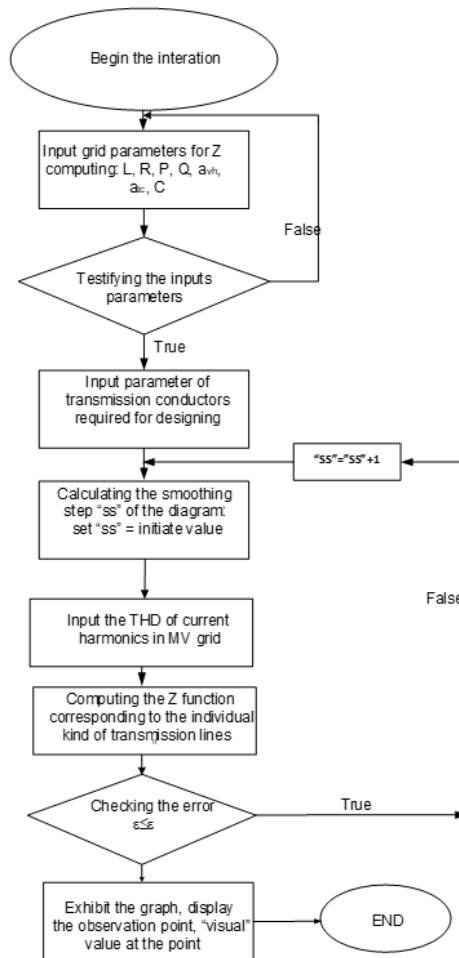 Begin the interation
Input grid parameters for Z
computing: L, R, P, Q, avh,
atc, C
False
Testifying the inputs
parameters
True
Input parameter of
transmission conductors
required for designing
"SS"="SS"+1
Calculating the smoothing
step "ss" of the diagram:
set "ss" = initiate value
False
Input the THD of current
harmonics in MV grid
Computing the Z function
corresponding to the individual
kind of transmission lines
Checking the error
ε≤ε
True
Exhibit the graph, display
the observation point, "visual"
value at the point
END